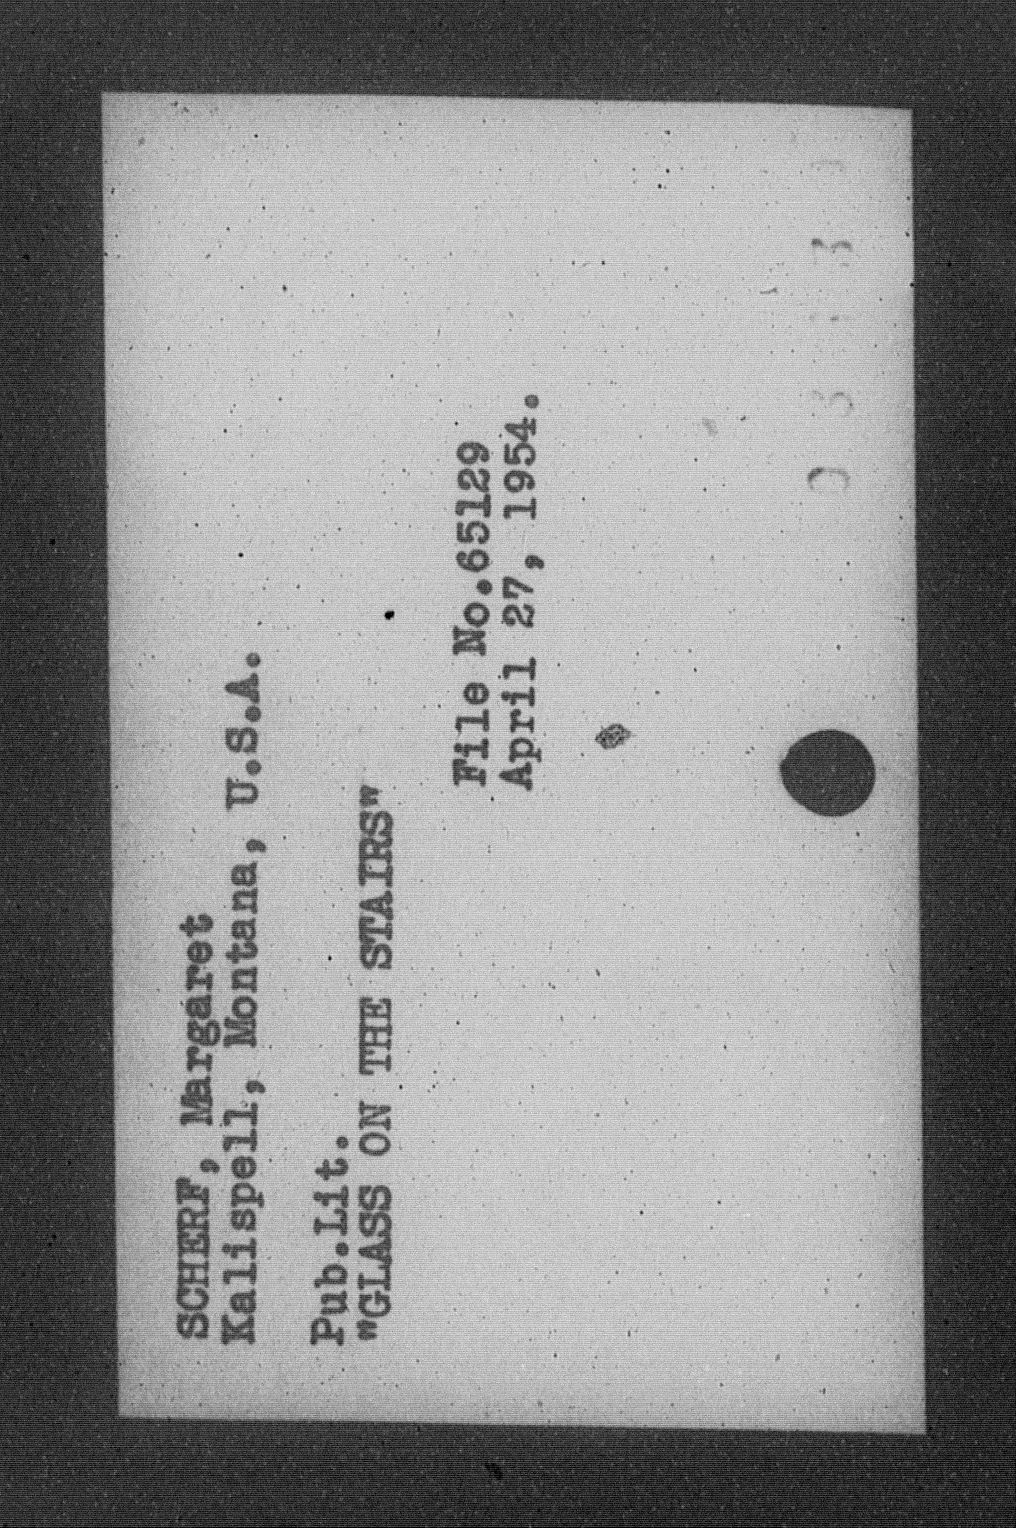 SCHERF, Margaret
Kalispell, Montana, U.S.A.
Pub.Lit.
"GLASS ON THE STAIRS"
File No.65129
April 27, 1954.